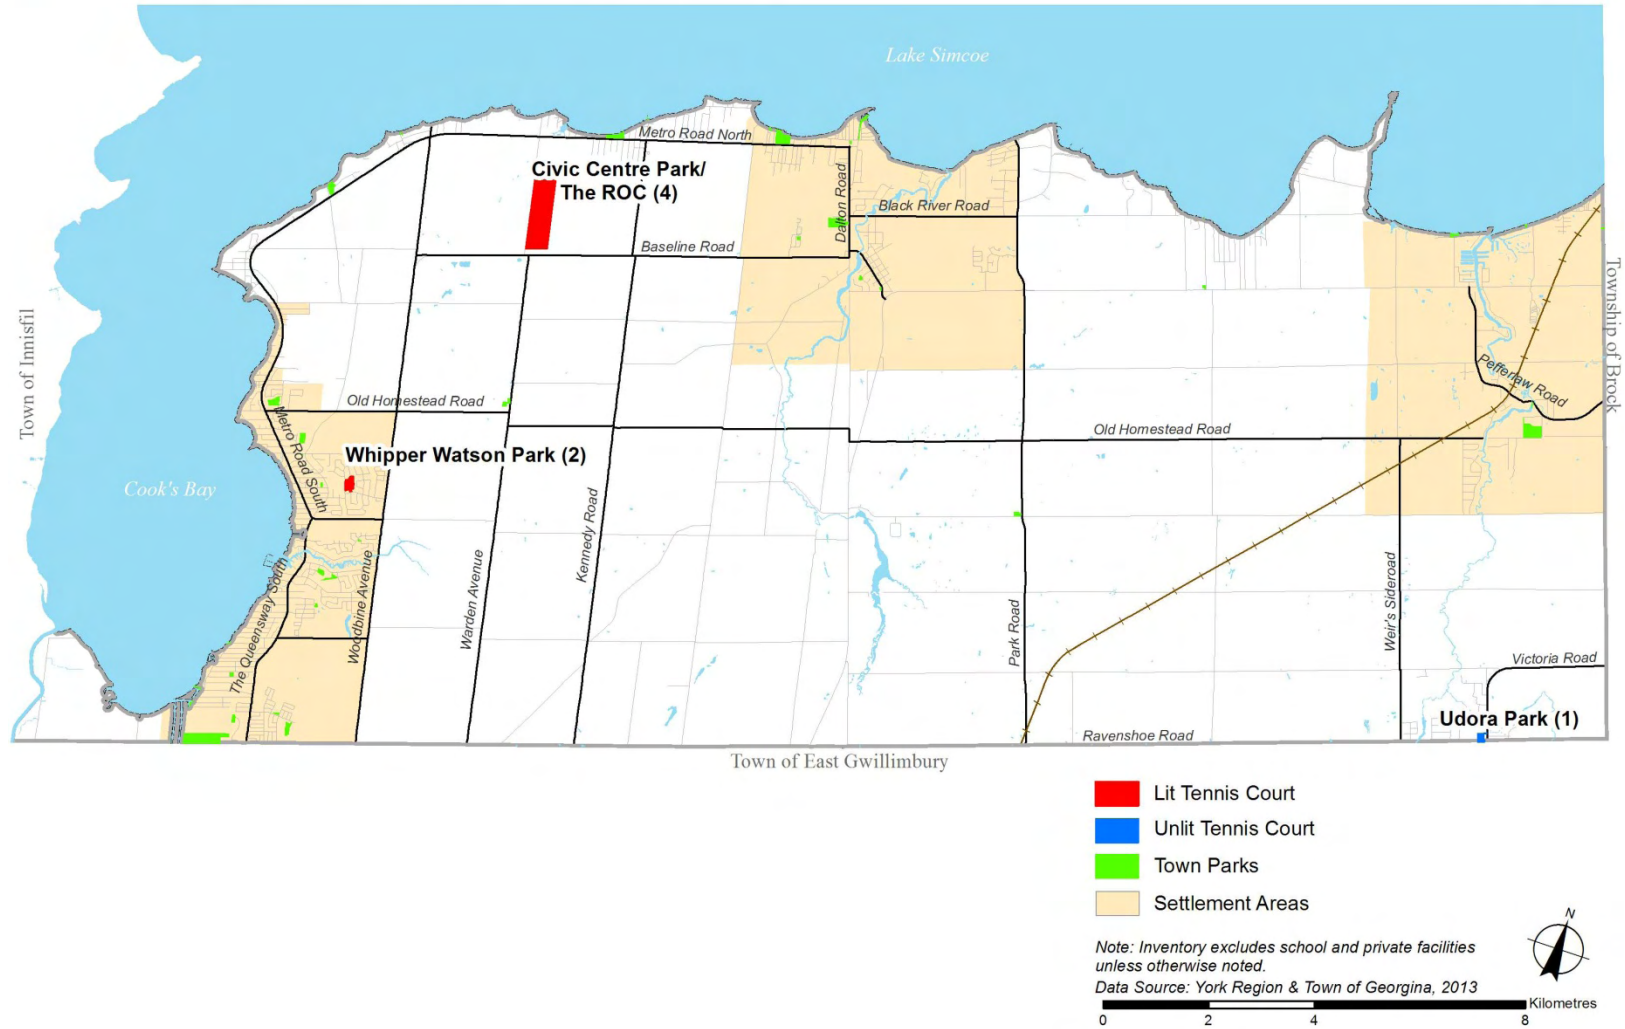 Lake Simcoe
Metro Road North
Civic Centre Park/
The ROC (4)
Dalton Road
Black River Road
Baseline Road
Town of Innisfil
Township of Brock
Pefferlaw Road
Old Homestead Road
Metro Road South
Old Homestead Road
Whipper Watson Park (2)
Cook's Bay
Kennedy Road
The Queensway South
Woodbine Avenue
Warden Avenue
Park Road
Weir's Sideroad
Victoria Road
Udora Park (1)
Ravenshoe Road
Town of East Gwillimbury
Lit Tennis Court
Unlit Tennis Court
Town Parks
Settlement Areas
N
Note: Inventory excludes school and private facilities
unless otherwise noted.
Data Source: York Region & Town of Georgina, 2013
Kilometres
0 2 4 8